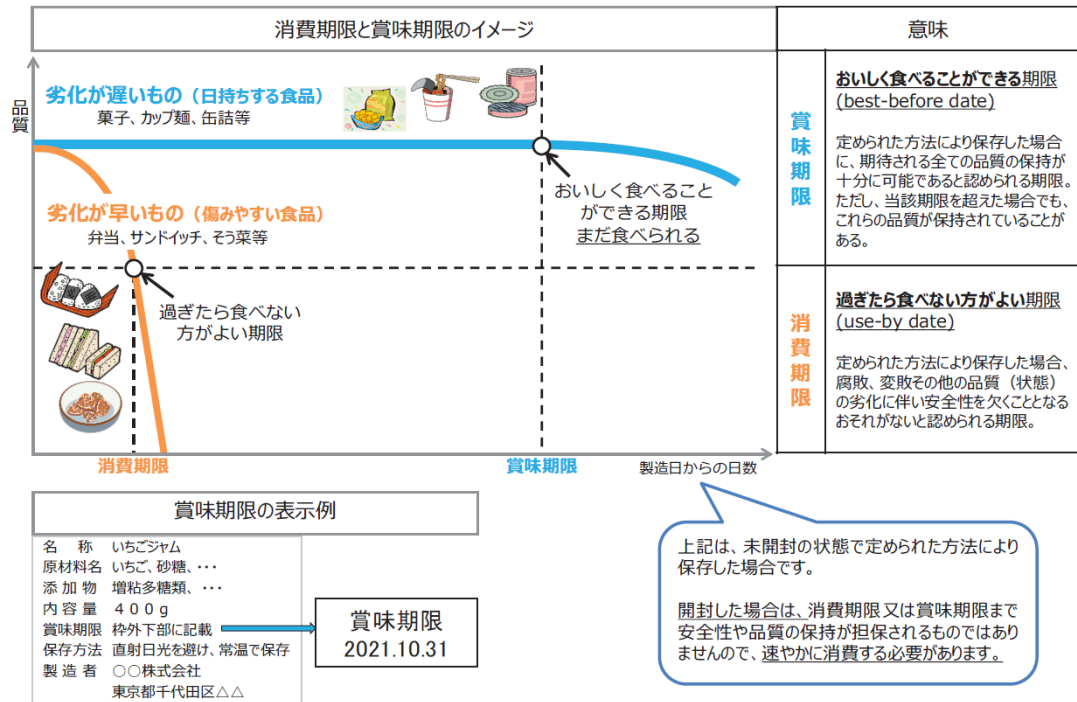 消費期限と賞味期限のイメージ
意味
品質
劣化が遅いもの（日持ちする食品）
菓子、カップ麺、缶詰等
おいしく食べること
ができる期限
まだ食べられる
劣化が早いもの（傷みやすい食品）
弁当、サンドイッチ、そう菜等
過ぎたら食べない
方がよい期限
消費期限
賞味期限
製造日からの日数
賞味期限
おいしく食べることができる期限
(best-before date)
定められた方法により保存した場合
に、期待される全ての品質の保持が
十分に可能であると認められる期限。
ただし、当該期限を超えた場合でも、
これらの品質が保持されていることが
ある。
消費期限
過ぎたら食べない方がよい期限
(use-by date)
定められた方法により保存した場合、
腐敗、変敗その他の品質（状態）
の劣化に伴い安全性を欠くこととなる
おそれがないと認められる期限。
賞味期限の表示例
名　称　いちごジャム
原材料名　いちご、砂糖、･･･
添 加 物　増粘多糖類、･･･
内 容 量　４００ｇ
賞味期限　枠外下部に記載
保存方法　直射日光を避け、常温で保存
製 造 者　○○株式会社
東京都千代田区△△
賞味期限
2021.10.31
上記は、未開封の状態で定められた方法により
保存した場合です。
開封した場合は、消費期限又は賞味期限まで
安全性や品質の保持が担保されるものではあり
ませんので、速やかに消費する必要があります。